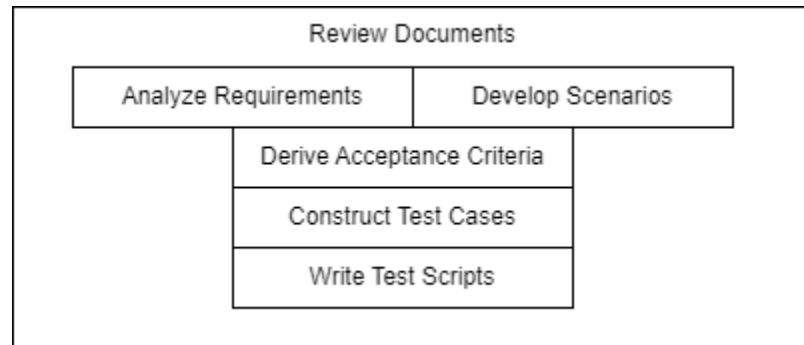 Review Documents
Analyze Requirements
Develop Scenarios
Derive Acceptance Criteria
Construct Test Cases
Write Test Scripts